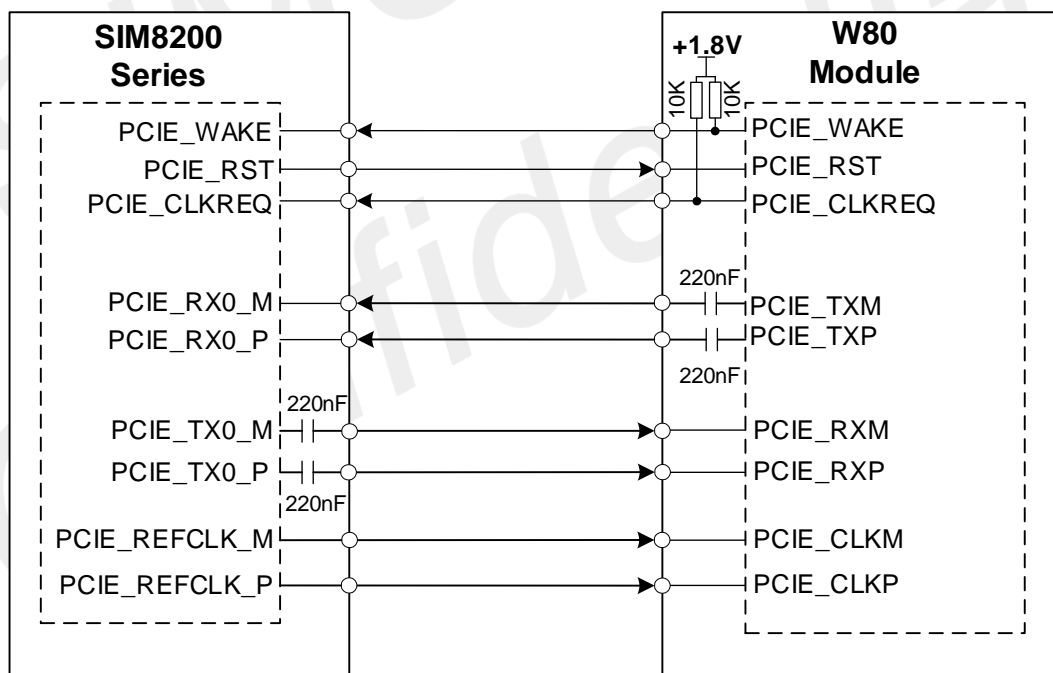 SIM8200
Series
W80
Module
+1.8V
10K
10K
PCIE_WAKE
PCIE_WAKE
PCIE_RST
PCIE_RST
PCIE_CLKREQ
PCIE_CLKREQ
220nF
PCIE_RX0_M
PCIE_TXM
PCIE_RX0_P
PCIE_TXP
220nF
220nF
PCIE_TX0_M
PCIE_RXM
PCIE_TX0_P
PCIE_RXP
220nF
PCIE_REFCLK_M
PCIE_CLKM
PCIE_REFCLK_P
PCIE_CLKP